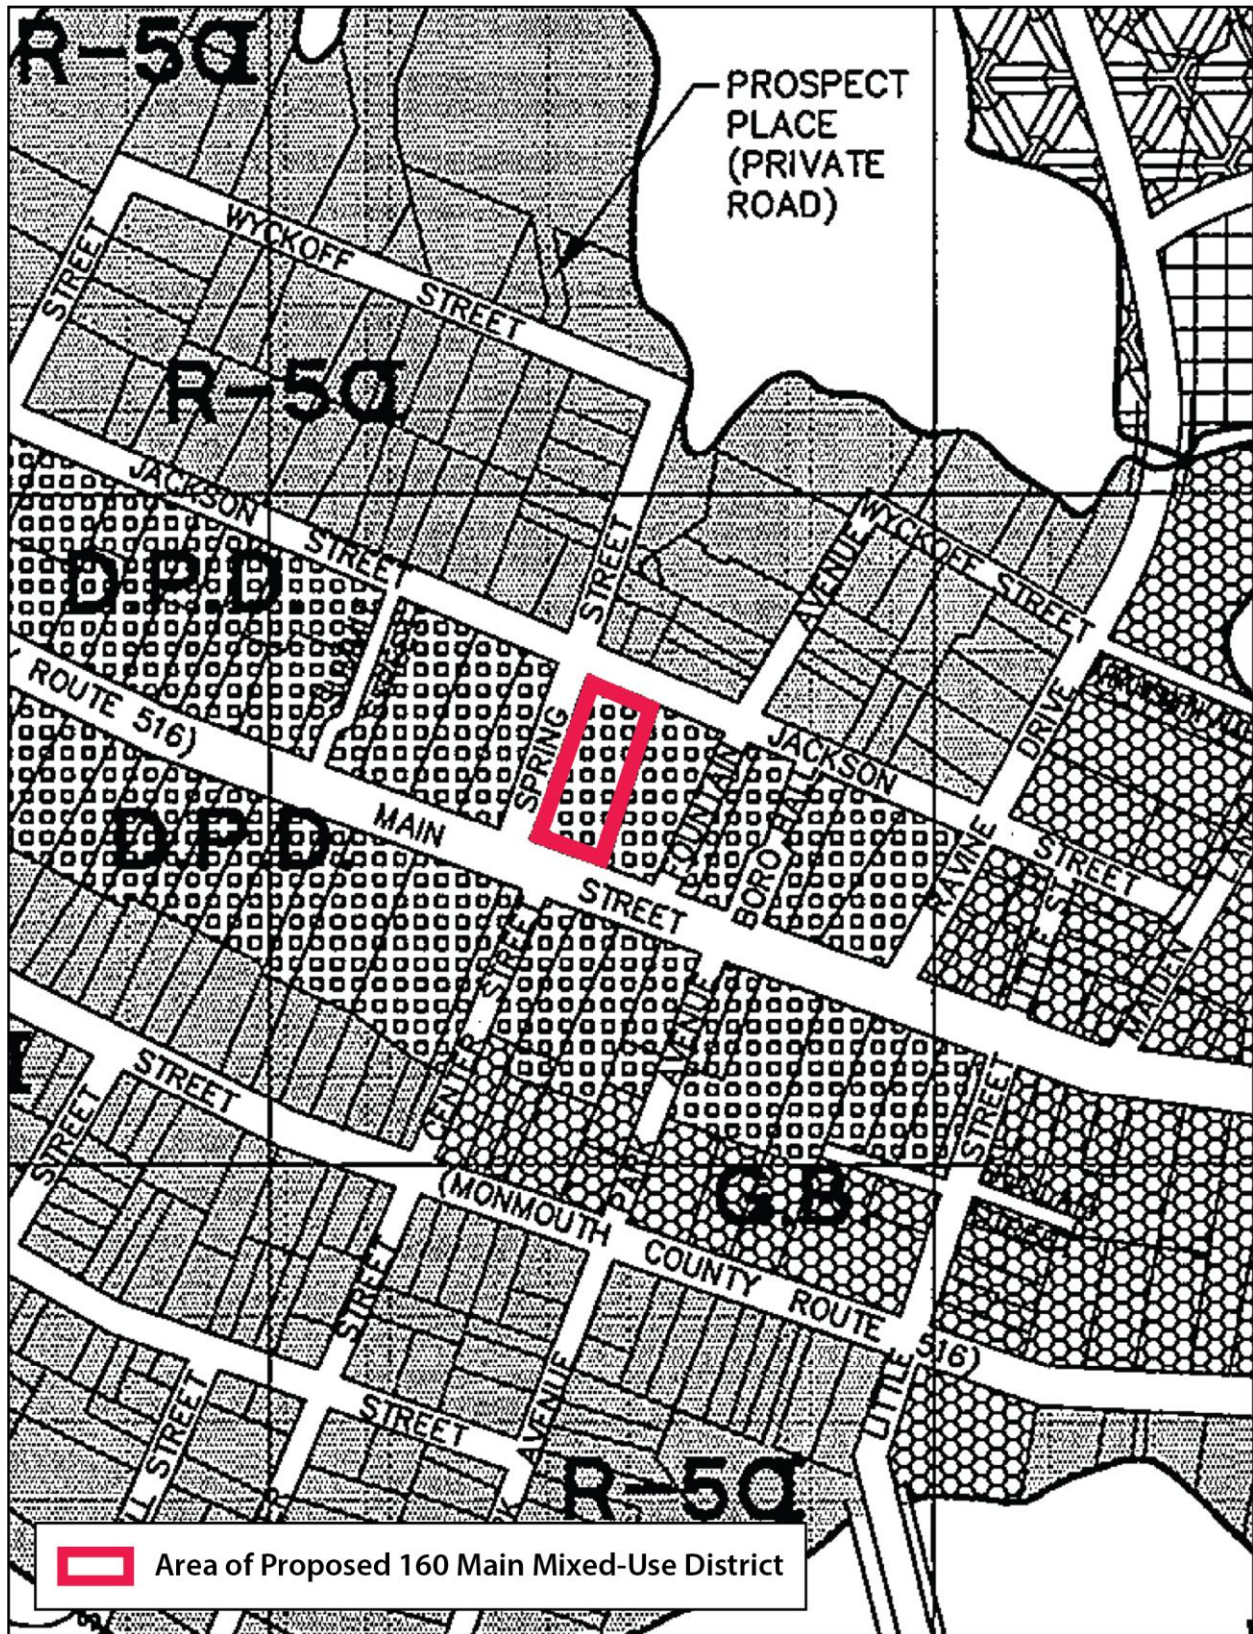 R-5a
PROSPECT
PLACE
(PRIVATE
ROAD)
WYCKOFF
STREET
STREET
R-5a
JACKSON
STREET
STREET
AVENUE
WYCKOFF STREET
D.P.D.
SUMMIT
STREET
ROUTE 516)
SPRING
DRIVE
JACKSON
FOUNTAIN
BORO HALL
MAIN
D.P.D.
STREET
RAVINE
STREET
MAIDEN
CENTER STREET
AVENUE
STREET
STREET
STREET
G.B.
(MONMOUTH
COUNTY
ROUTE
516)
STREET
AVENUE
LITTLE
STREET
STREET
R-5a
Area of Proposed 160 Main Mixed-Use District